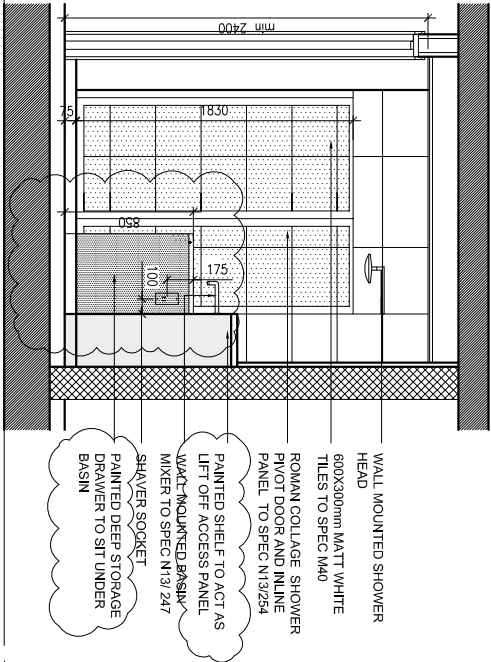 min 2400
75
1830
850
100
175
WALL MOUNTED SHOWER
HEAD
600X300mm MATT WHITE
TILES TO SPEC M40
ROMAN COLLAGE SHOWER
PIVOT DOOR AND INLINE
PANEL TO SPEC N13/254
PAINTED SHELF TO ACT AS
LIFT OFF ACCESS PANEL
WALL MOUNTED BASIN
MIXER TO SPEC N13/ 247
SHAVER SOCKET
PAINTED DEEP STORAGE
DRAWER TO SIT UNDER
BASIN